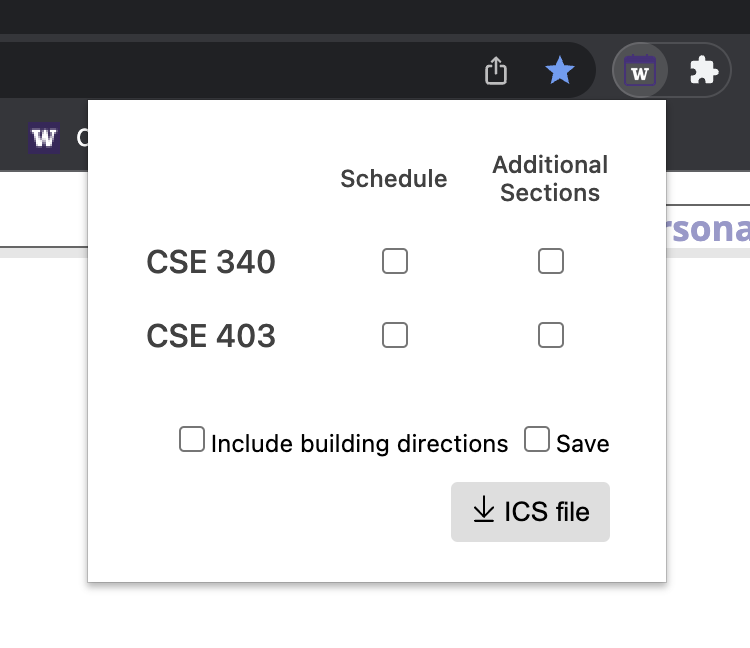 W
W C
Schedule
Additional
Sections
rsona
CSE 340
CSE 403
Include building directions
Save
ICS file